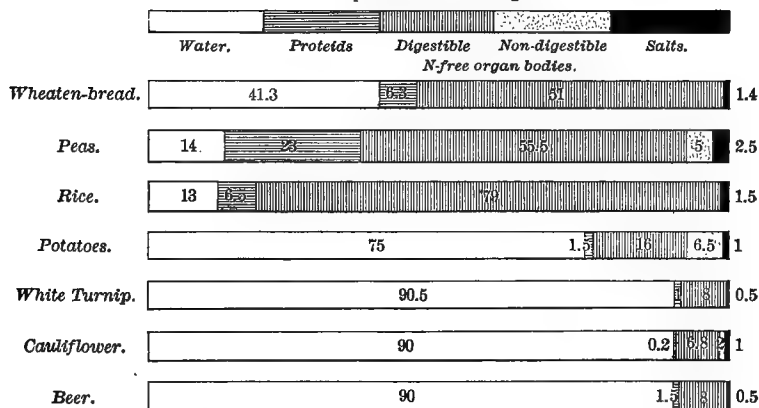 Water. Proteids Digestible Non-digestible Salts.
N-free organ bodies.
Wheaten-bread. 41.3 6.3 51 1.4
Peas. 14 23 55.5 5 2.5
Rice. 13 6.5 79 1.5
Potatoes. 75 1.5 16 6.5 1
White Turnip. 90.5 8 0.5
Cauliflower. 90 0.2 6.8 2 1
Beer. 90 1.5 8 0.5